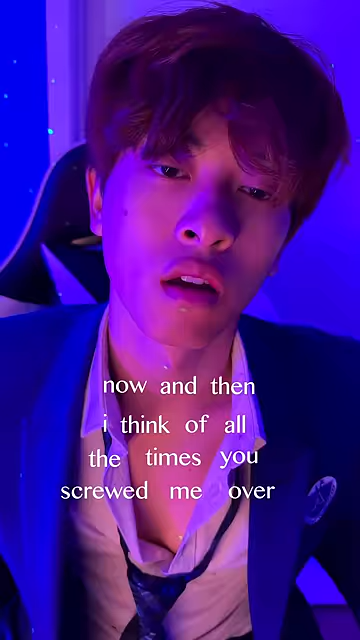 now and then
i think of all
the times you
screwed me over